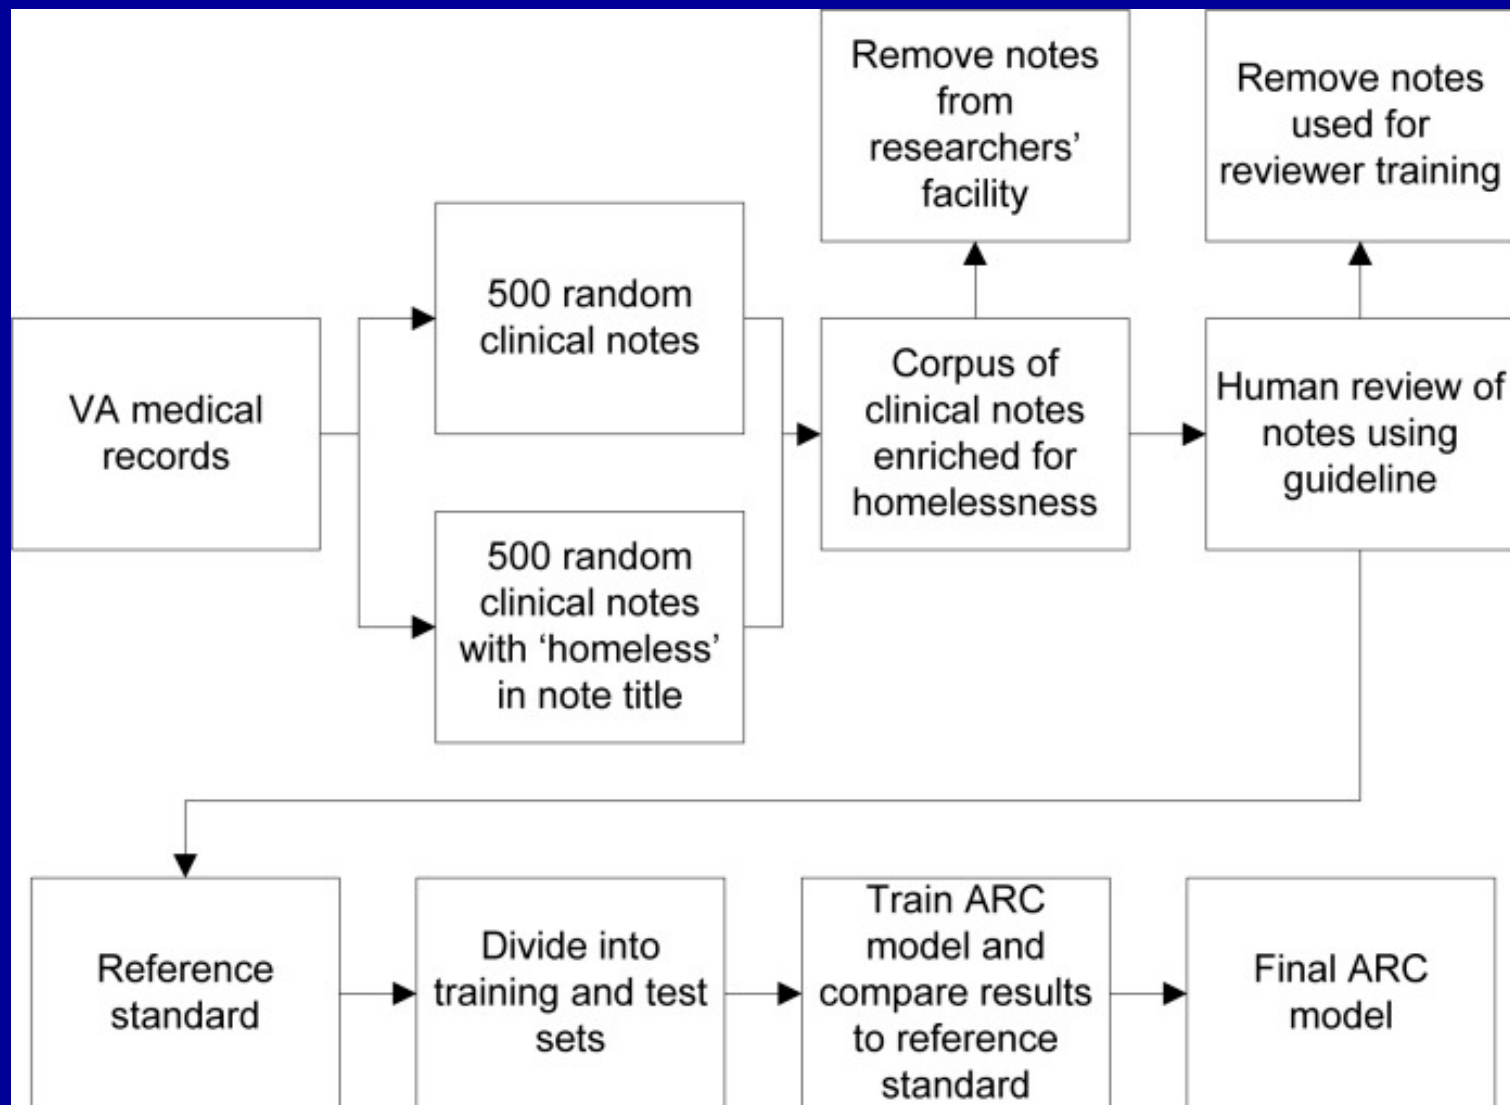 Remove notes
from
researchers’
facility
Remove notes
used for
reviewer training
500 random
clinical notes
VA medical
records
500 random
clinical notes
with ‘homeless’
in note title
Corpus of
clinical notes
enriched for
homelessness
Human review of
notes using
guideline
Reference
standard
Divide into
training and test
sets
Train ARC
model and
compare results
to reference
standard
Final ARC
model